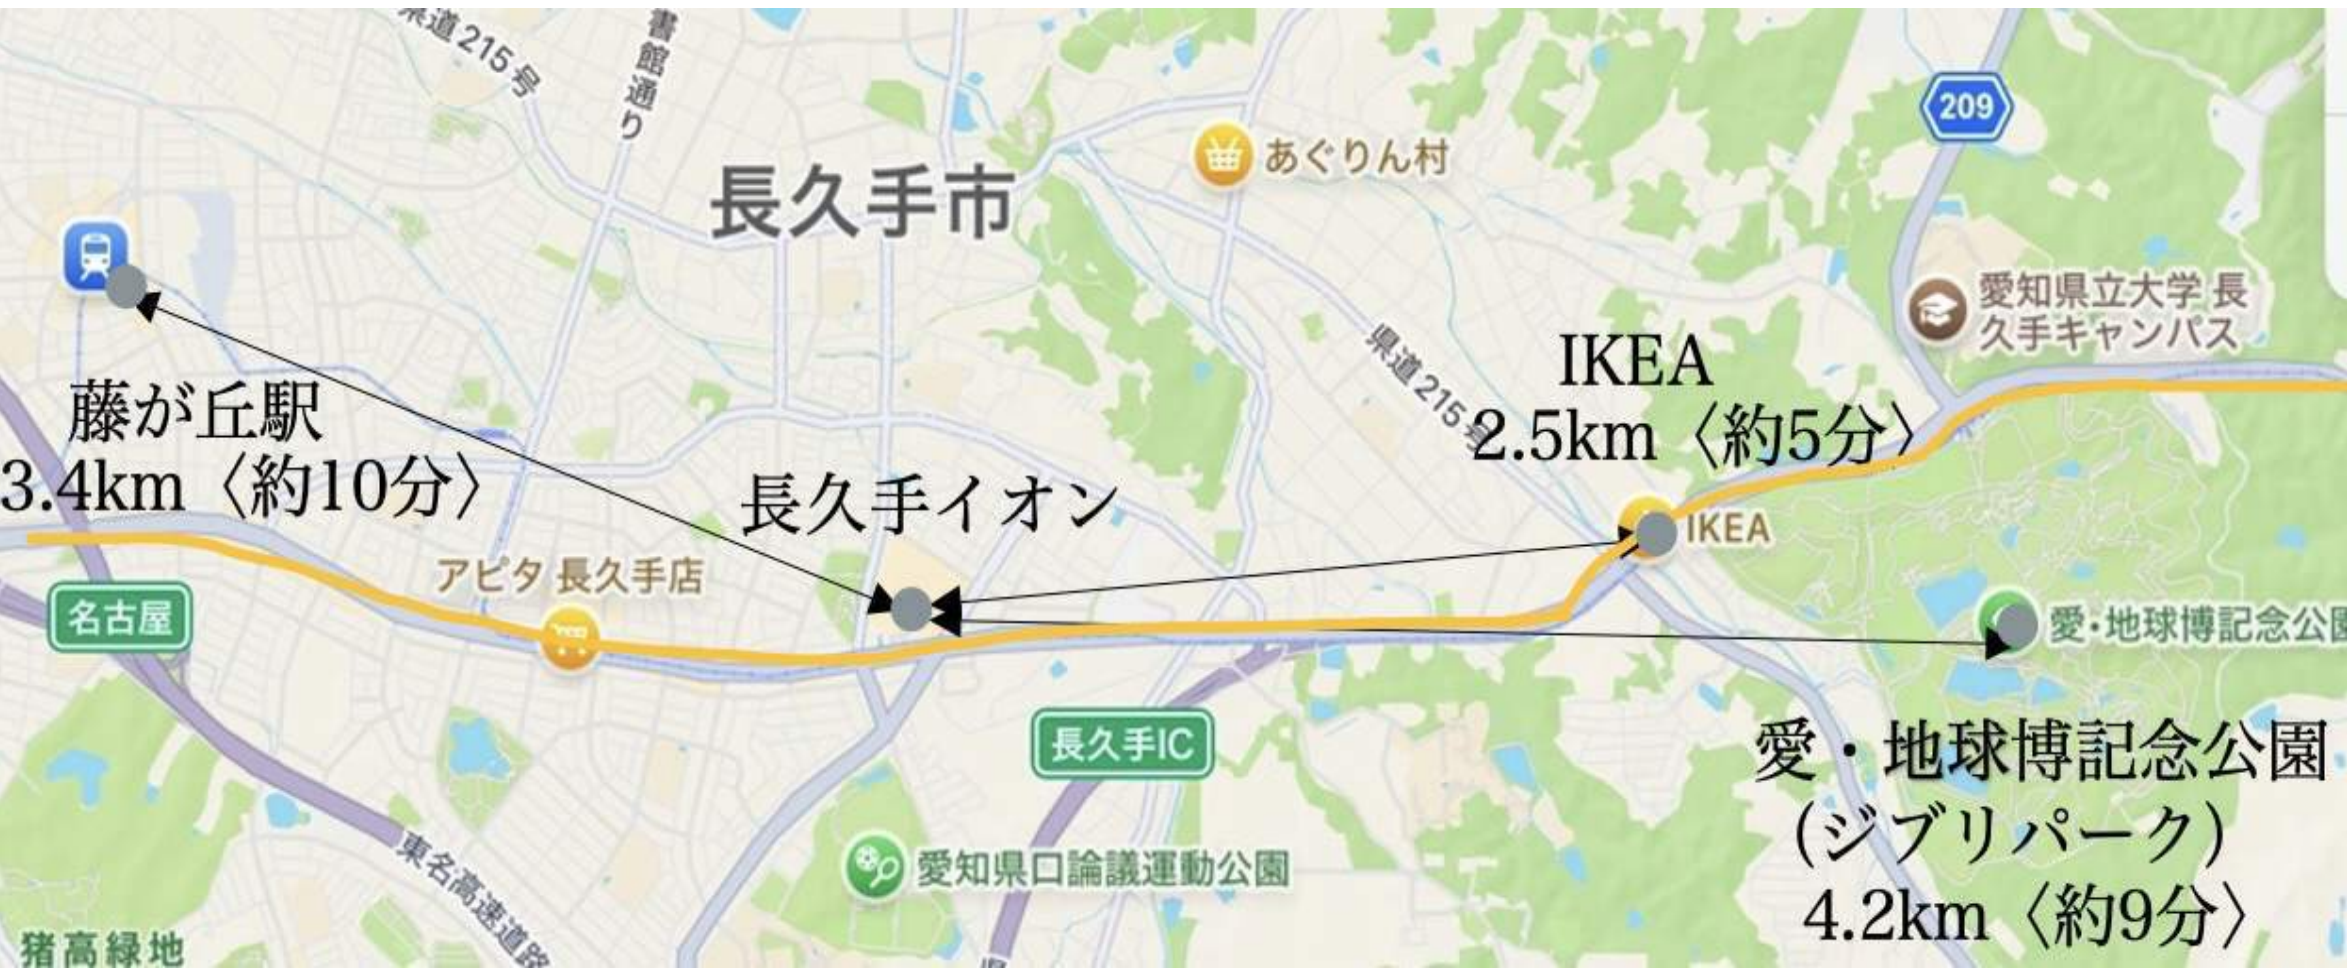 県道 215 号
書館通り
209
あぐりん村
長久手市
愛知県立大学 長
久手キャンパス
IKEA
2.5km〈約5分〉
県道 215 号
藤が丘駅
3.4km〈約10分〉
長久手イオン
IKEA
アピタ 長久手店
名古屋
愛・地球博記念公園
長久手IC
愛・地球博記念公園
(ジブリパーク)
4.2km〈約9分〉
愛知県口論議運動公園
東名高速道路
猪高緑地